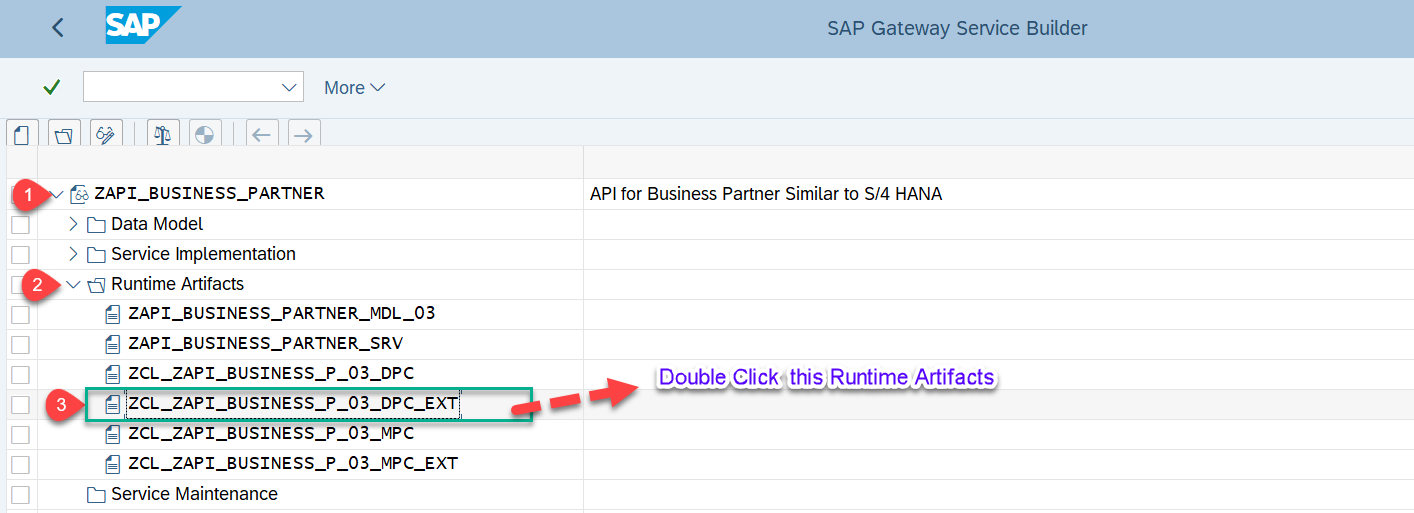 SAP
SAP Gateway Service Builder
More
1
ZAPI_BUSINESS_PARTNER
API for Business Partner Similar to S/4 HANA
Data Model
Service Implementation
2
Runtime Artifacts
ZAPI_BUSINESS_PARTNER_MDL_03
ZAPI_BUSINESS_PARTNER_SRV
ZCL_ZAPI_BUSINESS_P_03_DPC
Double Click this Runtime Artifacts
3
ZCL_ZAPI_BUSINESS_P_03_DPC_EXT
ZCL_ZAPI_BUSINESS_P_03_MPC
ZCL_ZAPI_BUSINESS_P_03_MPC_EXT
Service Maintenance